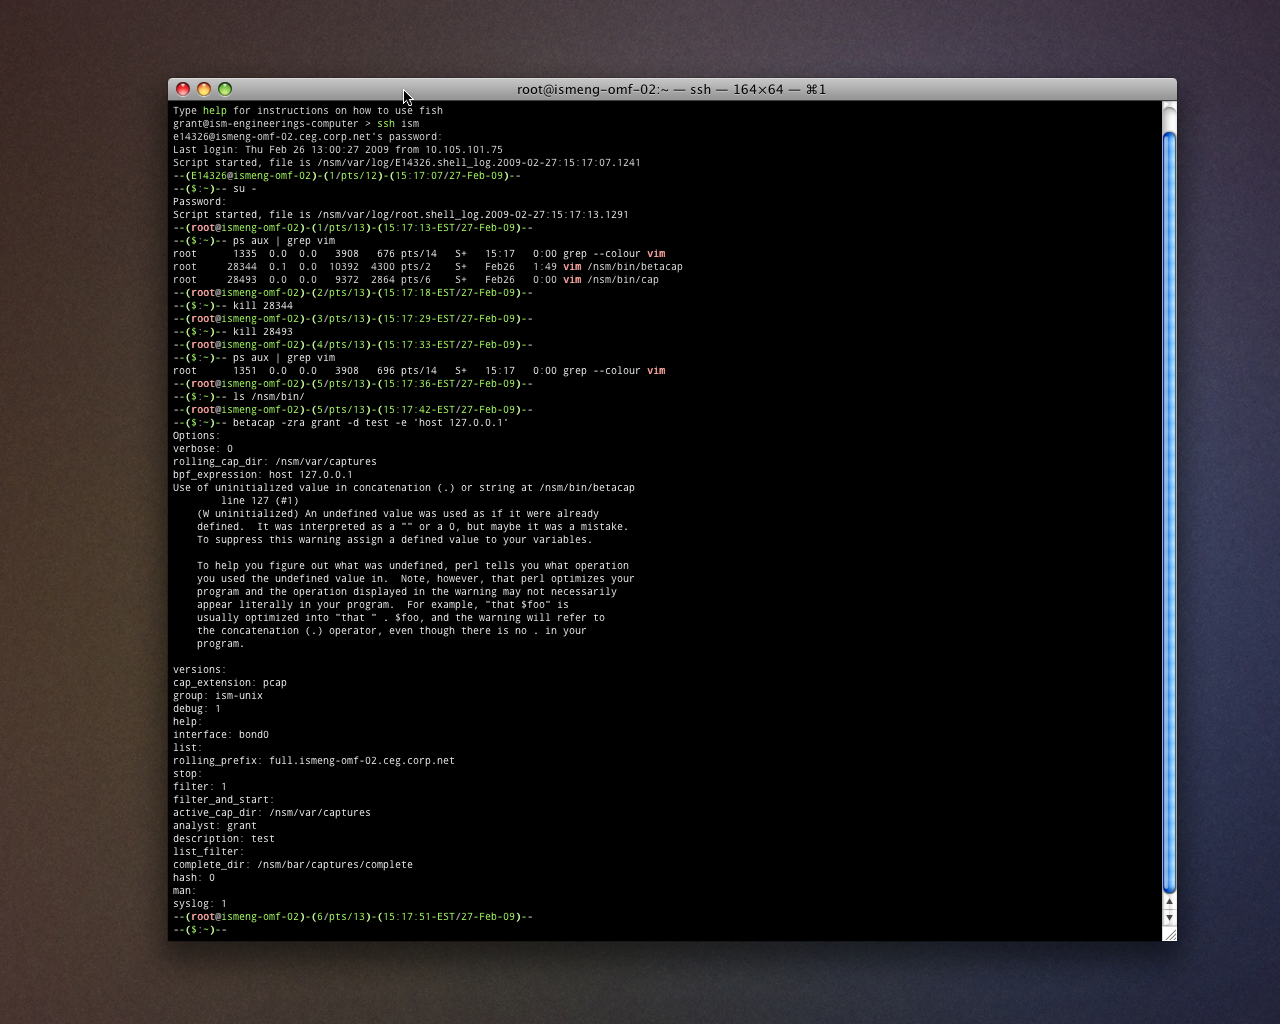 root@ismeng-omf-02:~ — ssh — 164×64 — ⌘1
Type help for instructions on how to use fish
grant@ism-engineerings-computer > ssh ism
e14326@ismeng-omf-02.ceg.corp.net's password:
Last login: Thu Feb 26 13:00:27 2009 from 10.105.101.75
Script started, file is /nsm/var/log/E14326.shell_log.2009-02-27:15:17:07.1241
--(E14326@ismeng-omf-02)-(1/pts/12)-(15:17:07/27-Feb-09)--
--($:~)-- su -
Password:
Script started, file is /nsm/var/log/root.shell_log.2009-02-27:15:17:13.1291
--(root@ismeng-omf-02)-(1/pts/13)-(15:17:13-EST/27-Feb-09)--
--($:~)-- ps aux | grep vim
root      1335  0.0  0.0   3908   676 pts/14   S+   15:17   0:00 grep --colour vim
root     28344  0.1  0.0  10392  4300 pts/2    S+   Feb26   1:49 vim /nsm/bin/betacap
root     28493  0.0  0.0   9372  2864 pts/6    S+   Feb26   0:00 vim /nsm/bin/cap
--(root@ismeng-omf-02)-(2/pts/13)-(15:17:18-EST/27-Feb-09)--
--($:~)-- kill 28344
--(root@ismeng-omf-02)-(3/pts/13)-(15:17:29-EST/27-Feb-09)--
--($:~)-- kill 28493
--(root@ismeng-omf-02)-(4/pts/13)-(15:17:33-EST/27-Feb-09)--
--($:~)-- ps aux | grep vim
root      1351  0.0  0.0   3908   696 pts/14   S+   15:17   0:00 grep --colour vim
--(root@ismeng-omf-02)-(5/pts/13)-(15:17:36-EST/27-Feb-09)--
--($:~)-- ls /nsm/bin/
--(root@ismeng-omf-02)-(5/pts/13)-(15:17:42-EST/27-Feb-09)--
--($:~)-- betacap -zra grant -d test -e 'host 127.0.0.1'
Options:
verbose: 0
rolling_cap_dir: /nsm/var/captures
bpf_expression: host 127.0.0.1
Use of uninitialized value in concatenation (.) or string at /nsm/bin/betacap
        line 127 (#1)
    (W uninitialized) An undefined value was used as if it were already
    defined.  It was interpreted as a "" or a 0, but maybe it was a mistake.
    To suppress this warning assign a defined value to your variables.
    To help you figure out what was undefined, perl tells you what operation
    you used the undefined value in.  Note, however, that perl optimizes your
    program and the operation displayed in the warning may not necessarily
    appear literally in your program.  For example, "that $foo" is
    usually optimized into "that " . $foo, and the warning will refer to
    the concatenation (.) operator, even though there is no . in your
    program.
versions:
cap_extension: pcap
group: ism-unix
debug: 1
help:
interface: bond0
list:
rolling_prefix: full.ismeng-omf-02.ceg.corp.net
stop:
filter: 1
filter_and_start:
active_cap_dir: /nsm/var/captures
analyst: grant
description: test
list_filter:
complete_dir: /nsm/bar/captures/complete
hash: 0
man:
syslog: 1
--(root@ismeng-omf-02)-(6/pts/13)-(15:17:51-EST/27-Feb-09)--
--($:~)--